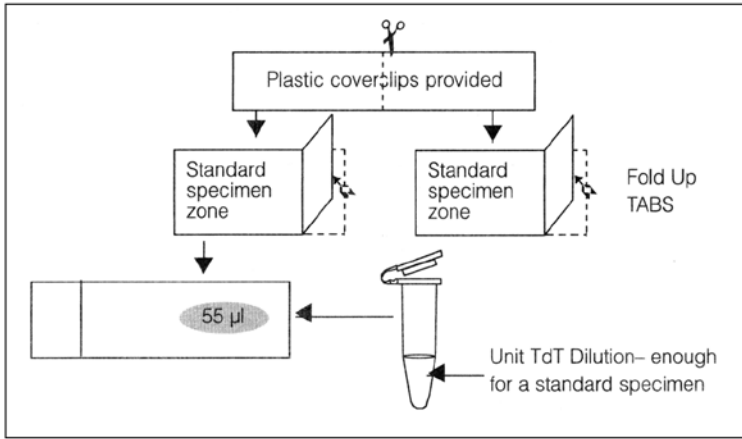 Plastic coverclips provided
Standard
specimen
zone
Standard
specimen
zone
Fold Up
TABS
55 µl
Unit TdT Dilution– enough
for a standard specimen